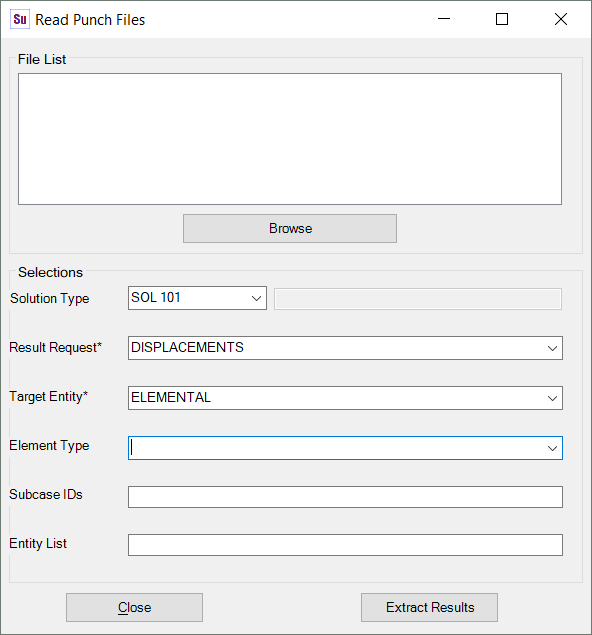 Su Read Punch Files
File List
Browse
Selections
Solution Type SOL 101
Result Request* DISPLACEMENTS
Target Entity* ELEMENTAL
Element Type
Subcase IDs
Entity List
Close Extract Results